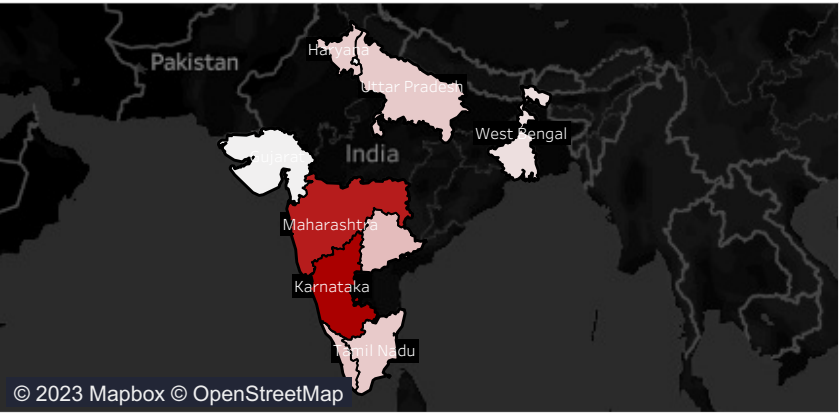 Haryana
Pakistan
Uttar Pradesh
West Bengal
India
Gujarat
Maharashtra
Karnataka
Tamil Nadu
© 2023 Mapbox © OpenStreetMap